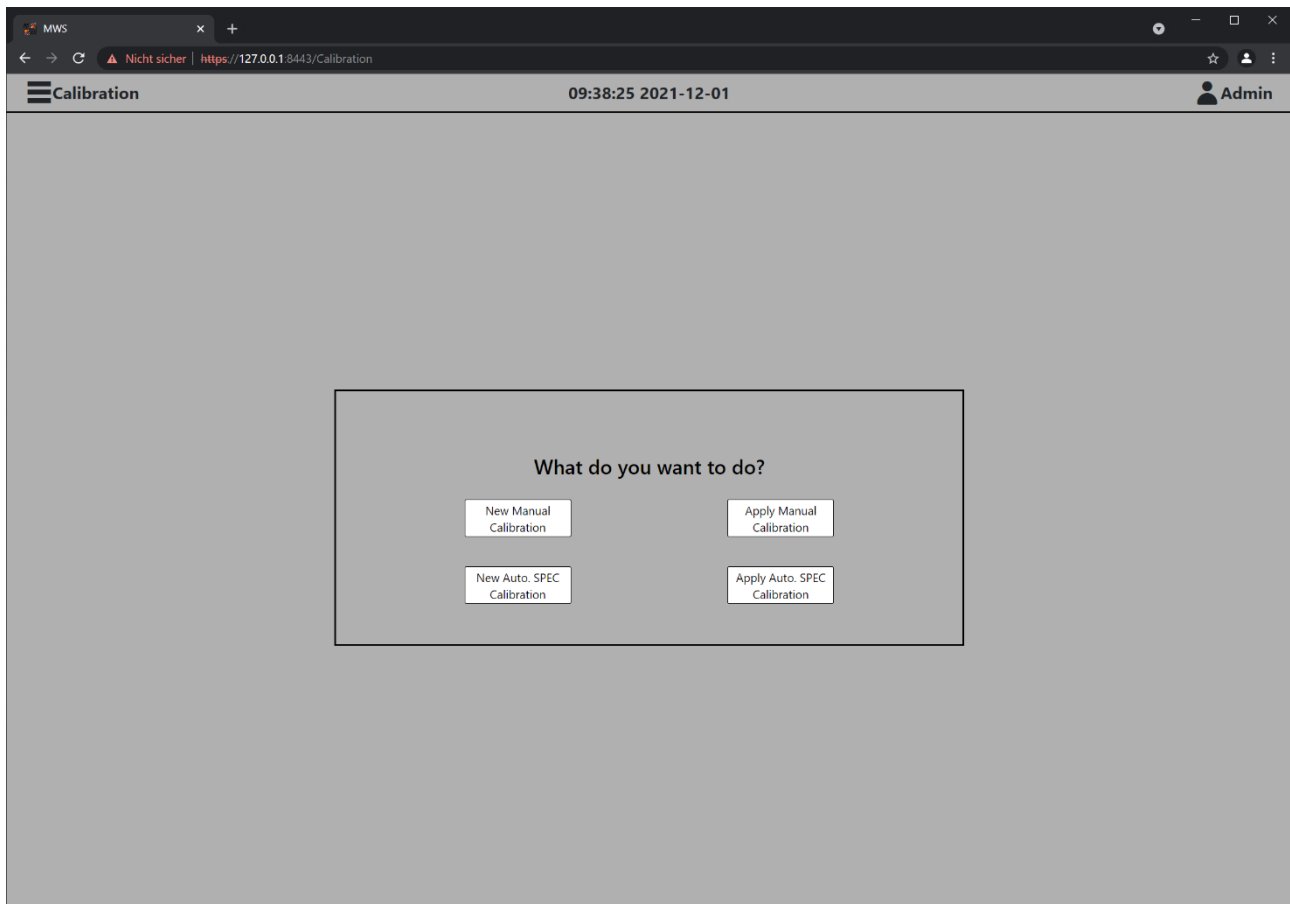 MWS
Nicht sicher | https://127.0.0.1:8443/Calibration
Calibration 09:38:25 2021-12-01 Admin
What do you want to do?
New Manual
Calibration
Apply Manual
Calibration
New Auto. SPEC
Calibration
Apply Auto. SPEC
Calibration